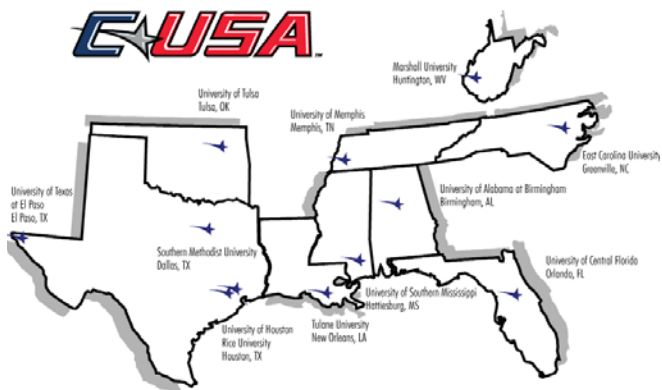 C USA
TM
Marshall University
Huntington, WV
University of Tulsa
Tulsa, OK
University of Memphis
Memphis, TN
East Carolina University
Greenville, NC
University of Texas
at El Paso
El Paso, TX
University of Alabama at Birmingham
Birmingham, AL
Southern Methodist University
Dallas, TX
University of Central Florida
Orlando, FL
University of Southern Mississippi
Hattiesburg, MS
University of Houston
Rice University
Houston, TX
Tulane University
New Orleans, LA